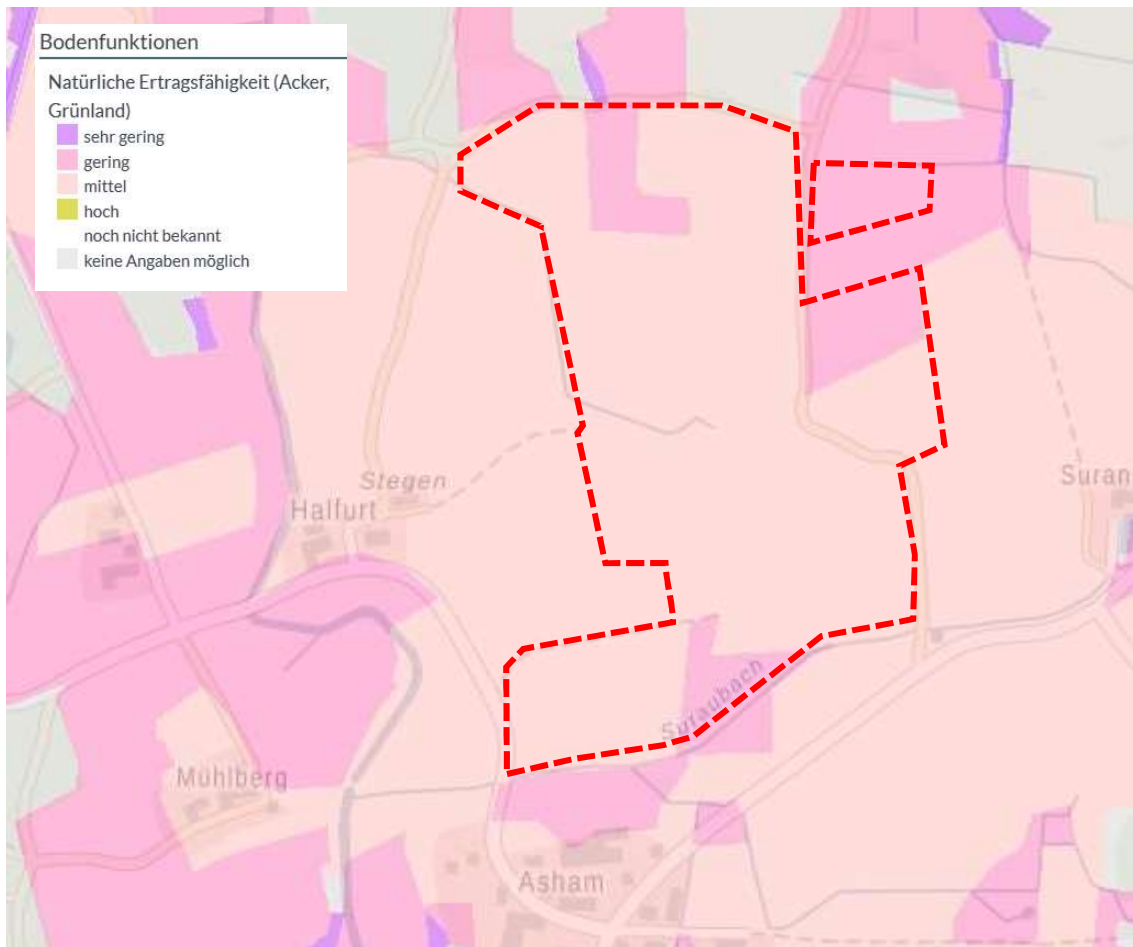 Bodenfunktionen
Natürliche Ertragsfähigkeit (Acker,
Grünland)
sehr gering
gering
mittel
hoch
noch nicht bekannt
keine Angaben möglich
Stegen
Halfurt
Suran
Suraubach
Mühlberg
Asham